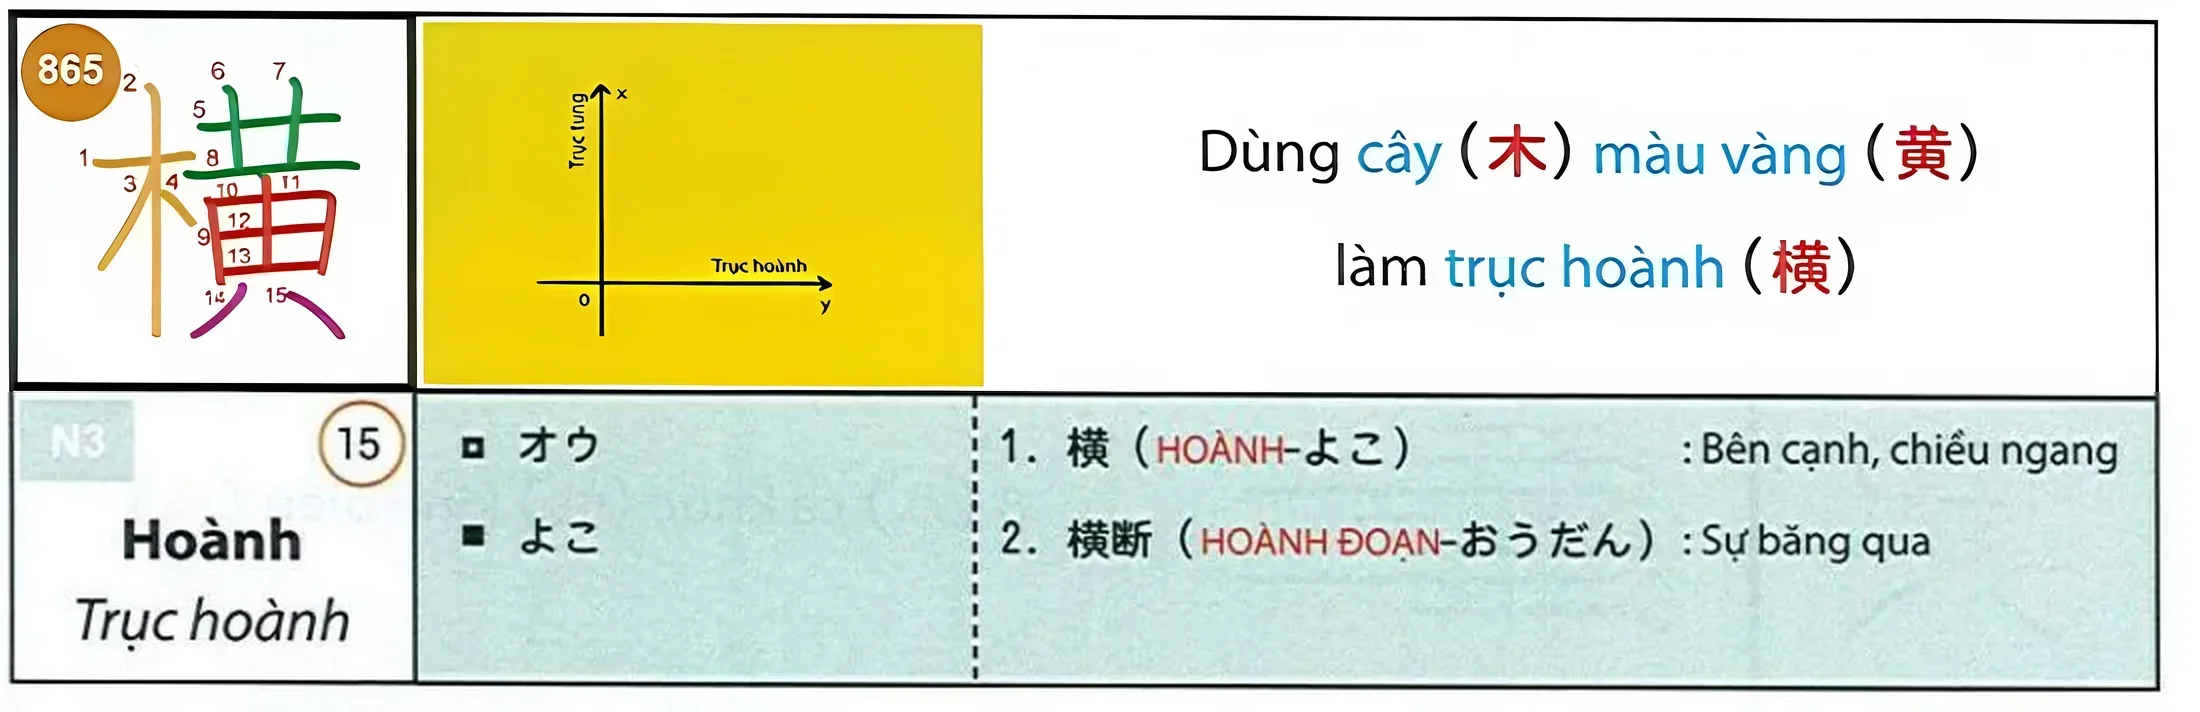 865
1 2 3 4 5 6 7 8 9 10 11 12 13 14 15
横
Trục tung
x
Trục hoành
0
y
Dùng cây (木) màu vàng (黄)
làm trục hoành (横)
N3
15
Hoành
Trục hoành
オウ
よこ
1. 横 (HOÀNH-よこ) : Bên cạnh, chiều ngang
2. 横断 (HOÀNH ĐOẠN-おうだん) : Sự băng qua